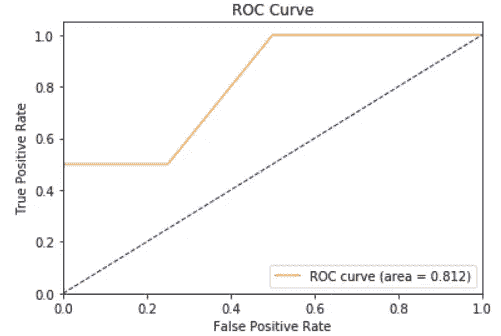 ROC Curve
1.0
0.8
0.6
0.4
0.2
0.0
True Positive Rate
ROC curve (area = 0.812)
0.0 0.2 0.4 0.6 0.8 1.0
False Positive Rate